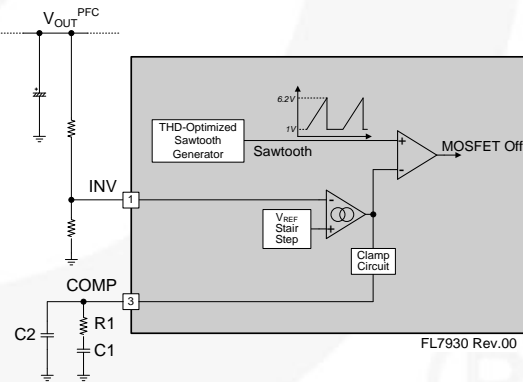 VOUT PFC
6.2V
1V
THD-Optimized
Sawtooth
Generator
Sawtooth
MOSFET Off
+
-
INV
1
-
+
VREF
Stair
Step
Clamp
Circuit
COMP
3
C2
R1
C1
FL7930 Rev.00